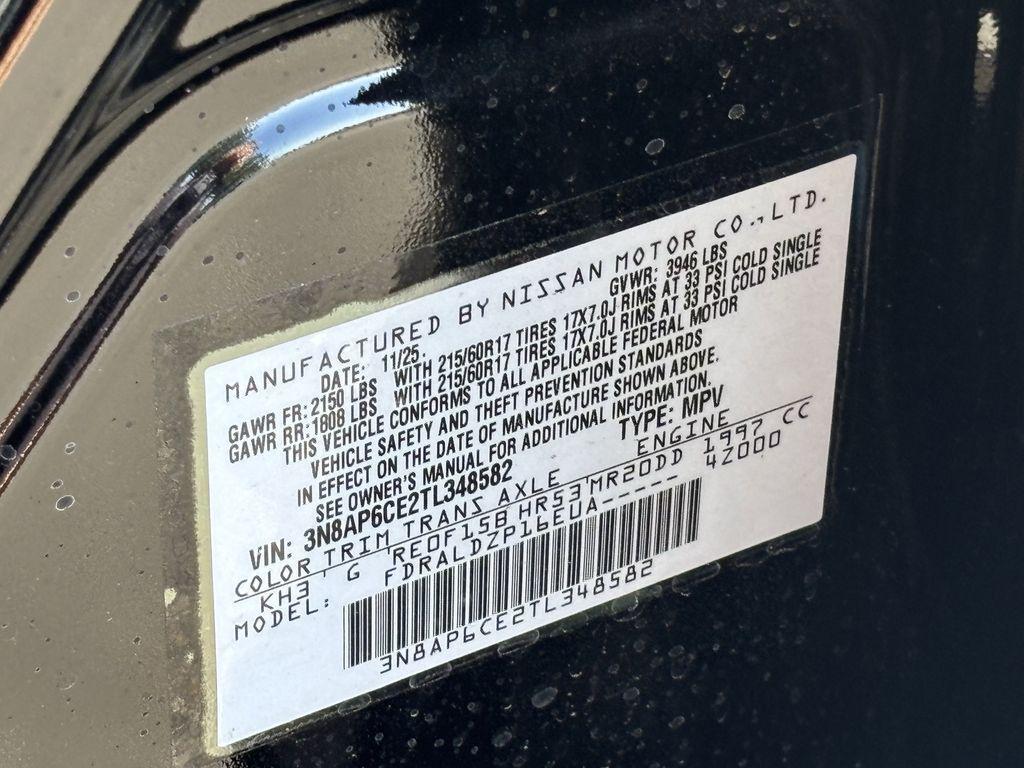 MANUFACTURED BY NISSAN MOTOR CO., LTD.
DATE: 11/25. GVWR: 3946 LBS
GAWR FR: 2150 LBS WITH 215/60R17 TIRES 17X7.0J RIMS AT 33 PSI COLD SINGLE
GAWR RR: 1808 LBS WITH 215/60R17 TIRES 17X7.0J RIMS AT 33 PSI COLD SINGLE
THIS VEHICLE CONFORMS TO ALL APPLICABLE FEDERAL MOTOR
VEHICLE SAFETY AND THEFT PREVENTION STANDARDS
IN EFFECT ON THE DATE OF MANUFACTURE SHOWN ABOVE.
SEE OWNER'S MANUAL FOR ADDITIONAL INFORMATION.
VIN: 3N8AP6CE2TL348582 TYPE: MPV
COLOR TRIM TRANS AXLE ENGINE
KH3 G RE0F15B HR53 MR20DD 1997 CC
MODEL: FDRALDZP16EUA----- 4Z000
3N8AP6CE2TL348582